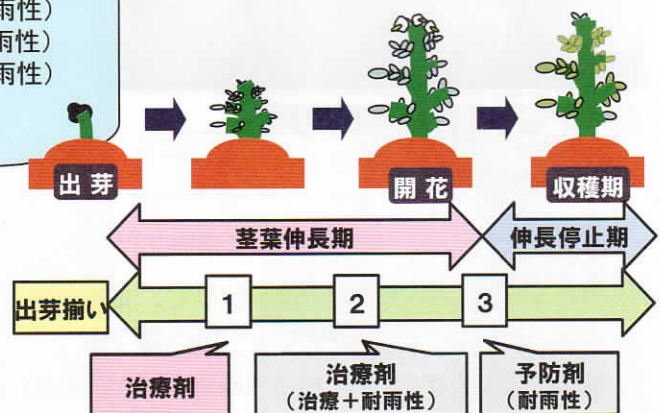 雨性）
雨性）
雨性）
出芽
開花
収穫期
茎葉伸長期
伸長停止期
出芽揃い
1
2
3
治療剤
治療剤
（治療＋耐雨性）
予防剤
（耐雨性）